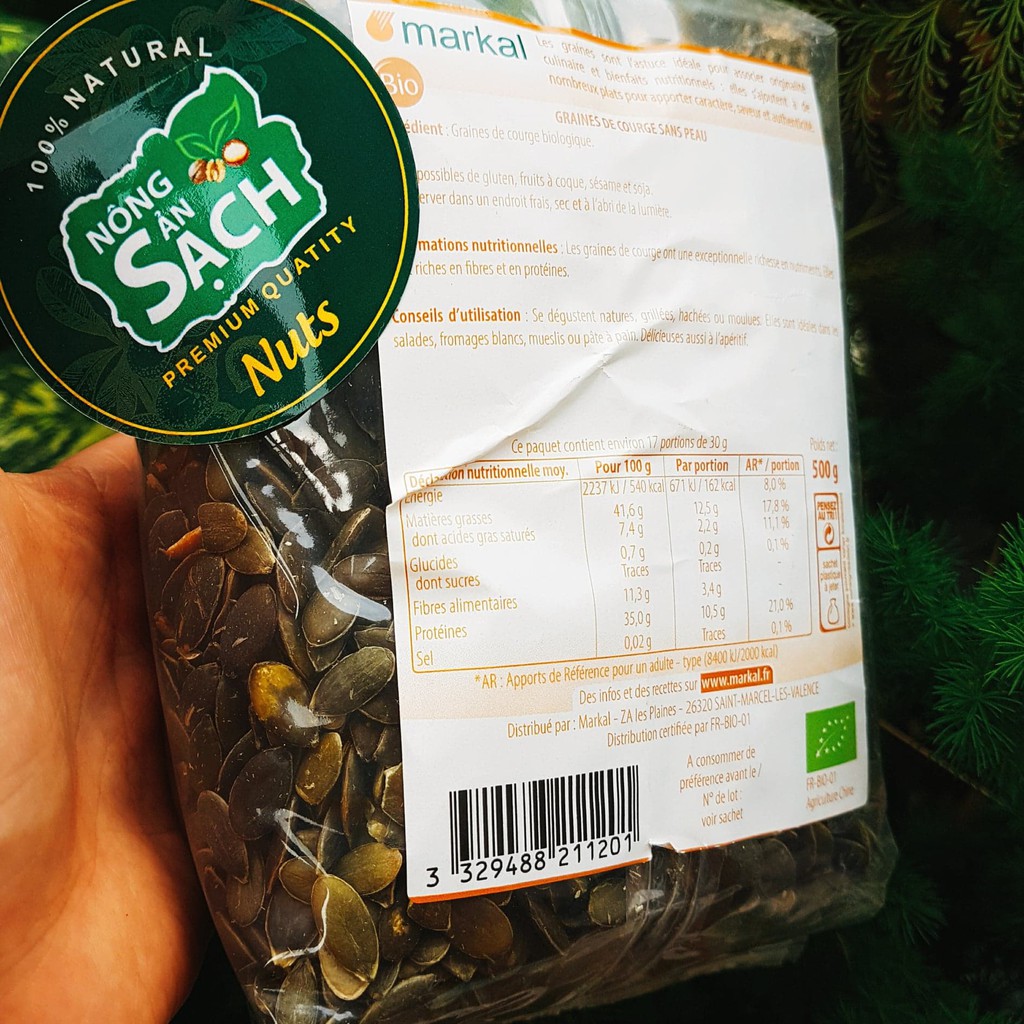 100% NATURAL
NÔNG
ÀN
SẠCH
PREMIUM QUATITY
Nuts
markal
Bio
Les graines sont l'astuce idéale pour associer originalité
culinaire et bienfaits nutritionnels : elles s'ajoutent à de
nombreux plats pour apporter caractère, saveur et authenticité.
GRAINES DE COURGE SANS PEAU
édient : Graines de courge biologique.
possibles de gluten, fruits à coque, sésame et soja.
erver dans un endroit frais, sec et à l'abri de la lumière.
mations nutritionnelles : Les graines de courge ont une exceptionnelle richesse en nutriments. Elles
riches en fibres et en protéines.
Conseils d'utilisation : Se dégustent natures, grillées, hachées ou moulues. Elles sont idéales dans les
salades, fromages blancs, mueslis ou pâte à pain. Délicieuses aussi à l'apéritif.
Ce paquet contient environ 17 portions de 30 g
Poids net :
500 g
nutritionnelle moy. Pour 100 g Par portion AR* / portion
Energie 2237 kJ / 540 kcal 671 kJ / 162 kcal 8,0 %
Matières grasses 41,6 g 12,5 g 17,8 %
dont acides gras saturés 7,4 g 2,2 g 11,1 %
Glucides 0,7 g 0,2 g 0,1 %
dont sucres Traces Traces -
Fibres alimentaires 11,3 g 3,4 g -
Protéines 35,0 g 10,5 g 21,0 %
Sel 0,02 g Traces 0,1 %
PENSEZ
AU TRI !
sachet
plastique
à jeter
*AR : Apports de Référence pour un adulte - type (8400 kJ/2000 kcal)
Des infos et des recettes sur www.markal.fr
Distribué par : Markal - ZA les Plaines - 26320 SAINT-MARCEL-LES-VALENCE
Distribution certifiée par FR-BIO-01
A consommer de
préférence avant le /
N° de lot :
voir sachet
FR-BIO-01
Agriculture Chine
3 329488 211201